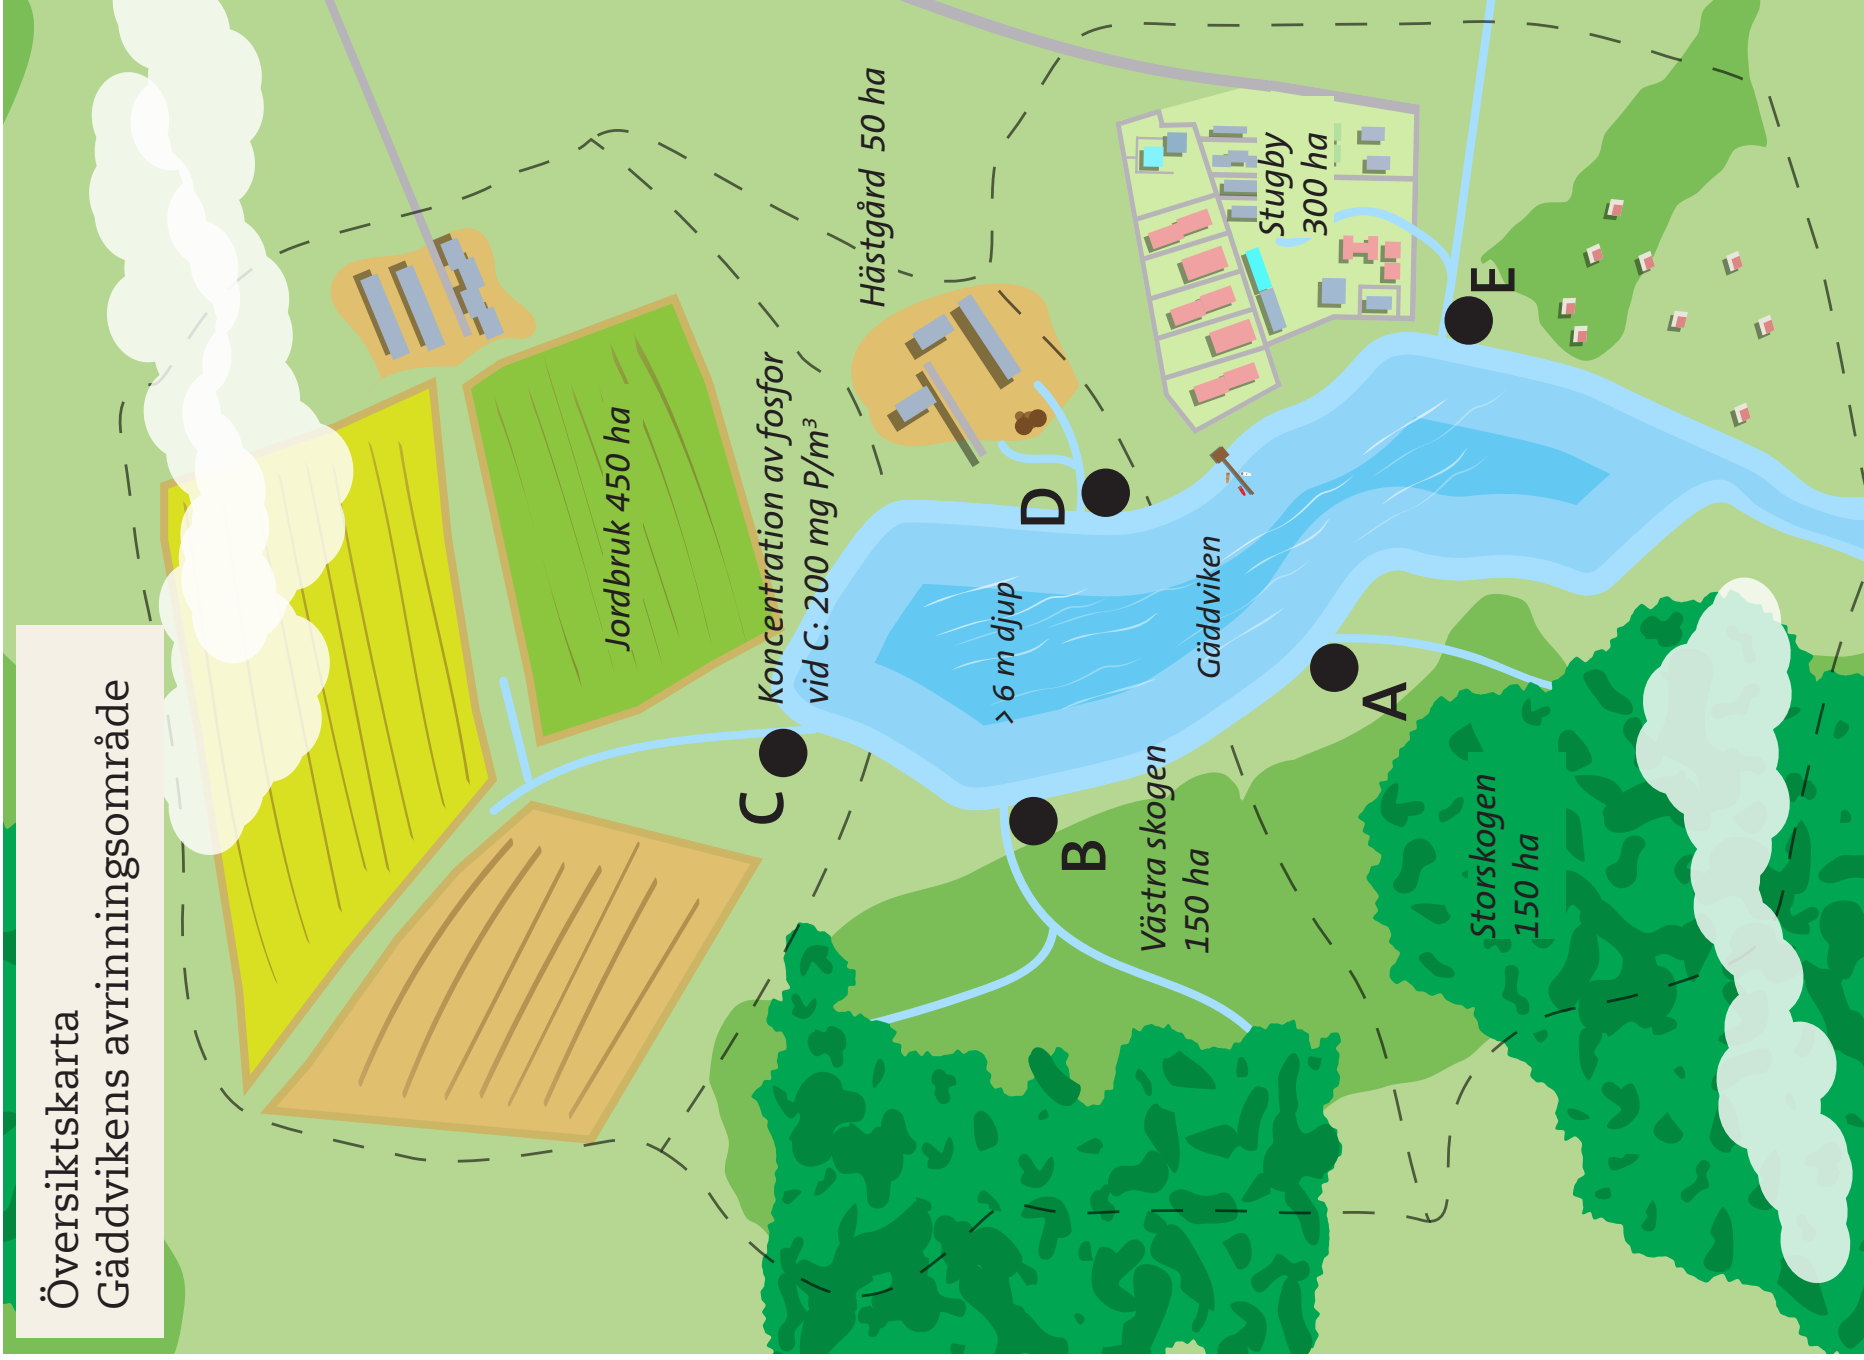 Översiktskarta
Gäddvikens avrinningsområde
Jordbruk 450 ha
Koncentration av fosfor
vid C: 200 mg P/m³
Hästgård 50 ha
Stugby
300 ha
C
D
E
> 6 m djup
Gäddviken
B
A
Västra skogen
150 ha
Storskogen
150 ha